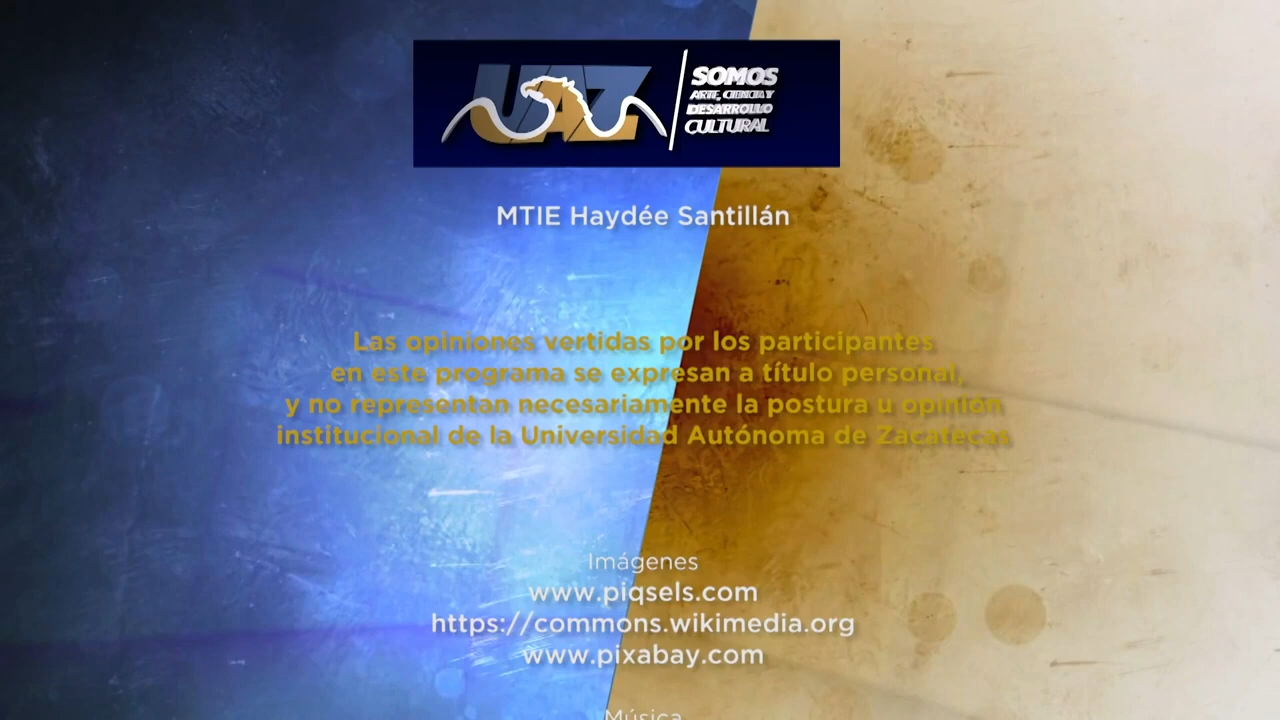 UAZ
SOMOS
ARTE, CIENCIA Y
DESARROLLO
CULTURAL
MTIE Haydée Santillán
Las opiniones vertidas por los participantes
en este programa se expresan a título personal,
y no representan necesariamente la postura u opinión
institucional de la Universidad Autónoma de Zacatecas
Imágenes
www.piqsels.com
https://commons.wikimedia.org
www.pixabay.com
Música